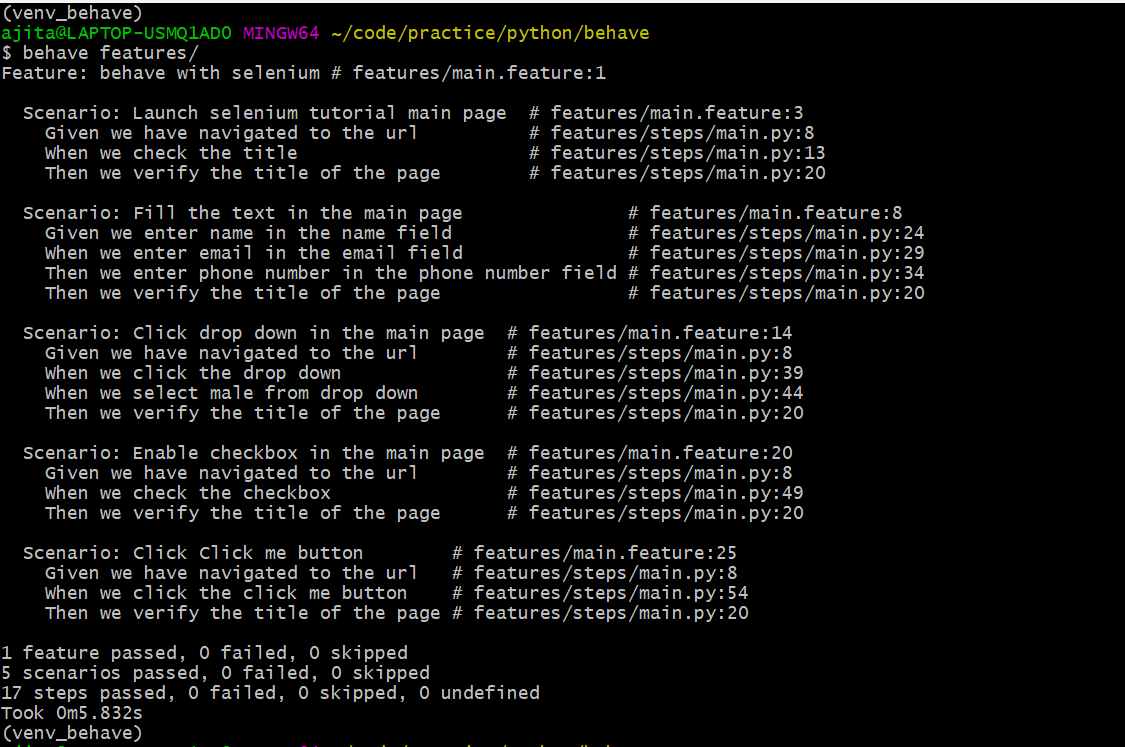 (venv_behave)
ajita@LAPTOP-USMQ1AD0 MINGW64 ~/code/practice/python/behave
$ behave features/
Feature: behave with selenium # features/main.feature:1

  Scenario: Launch selenium tutorial main page  # features/main.feature:3
    Given we have navigated to the url          # features/steps/main.py:8
    When we check the title                     # features/steps/main.py:13
    Then we verify the title of the page        # features/steps/main.py:20

  Scenario: Fill the text in the main page               # features/main.feature:8
    Given we enter name in the name field                # features/steps/main.py:24
    When we enter email in the email field               # features/steps/main.py:29
    Then we enter phone number in the phone number field # features/steps/main.py:34
    Then we verify the title of the page                 # features/steps/main.py:20

  Scenario: Click drop down in the main page  # features/main.feature:14
    Given we have navigated to the url        # features/steps/main.py:8
    When we click the drop down               # features/steps/main.py:39
    When we select male from drop down        # features/steps/main.py:44
    Then we verify the title of the page      # features/steps/main.py:20

  Scenario: Enable checkbox in the main page  # features/main.feature:20
    Given we have navigated to the url        # features/steps/main.py:8
    When we check the checkbox                # features/steps/main.py:49
    Then we verify the title of the page      # features/steps/main.py:20

  Scenario: Click Click me button        # features/main.feature:25
    Given we have navigated to the url   # features/steps/main.py:8
    When we click the click me button    # features/steps/main.py:54
    Then we verify the title of the page # features/steps/main.py:20

1 feature passed, 0 failed, 0 skipped
5 scenarios passed, 0 failed, 0 skipped
17 steps passed, 0 failed, 0 skipped, 0 undefined
Took 0m5.832s
(venv_behave)